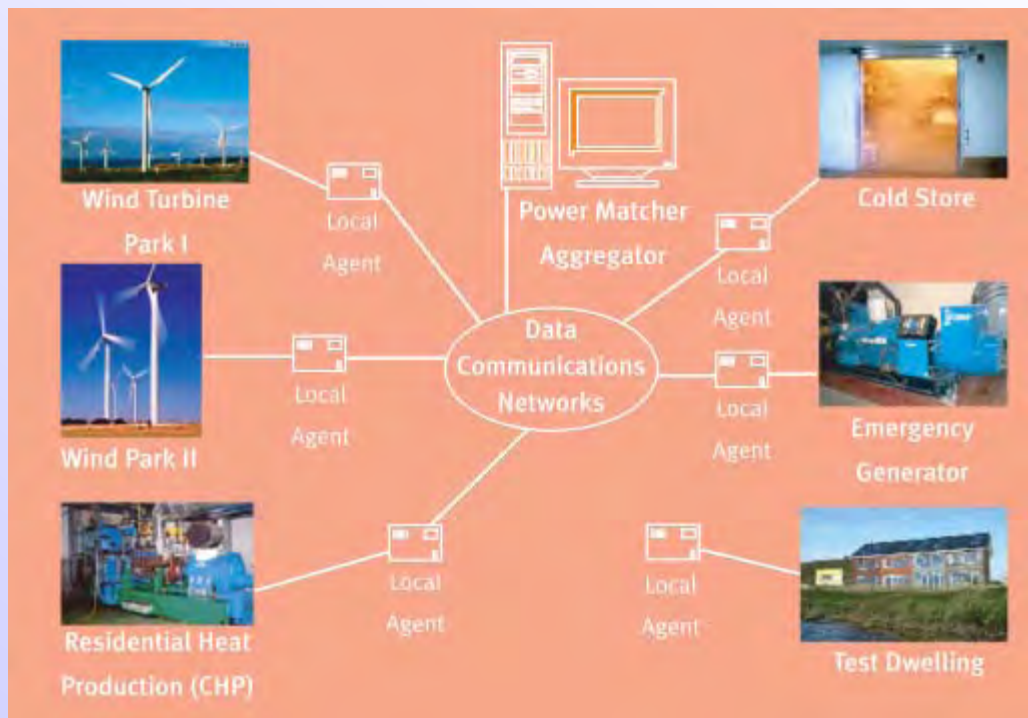 Wind Turbine
Park I
Local
Agent
Power Matcher
Aggregator
Local
Agent
Cold Store
Wind Park II
Local
Agent
Data
Communications
Networks
Local
Agent
Emergency
Generator
Residential Heat
Production (CHP)
Local
Agent
Local
Agent
Test Dwelling